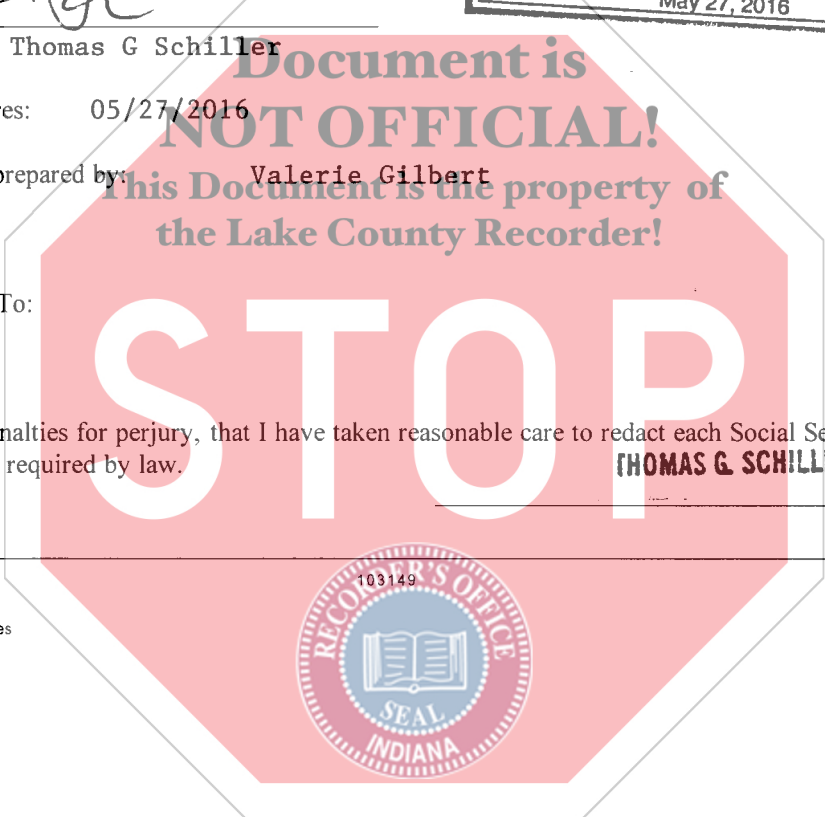 May 27, 2016
Thomas G Schiller
Document is
es: 05/27/2016
NOT OFFICIAL!
prepared by: Valerie Gilbert
This Document is the property of
the Lake County Recorder!
To:
STOP
nalties for perjury, that I have taken reasonable care to redact each Social Se
required by law.
THOMAS G. SCHILL
103149
RECORDER'S OFFICE
es
SEAL
INDIANA